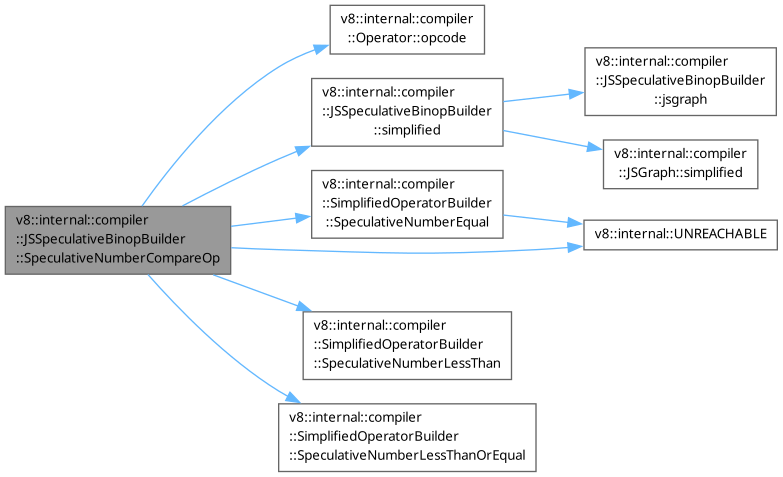 v8::internal::compiler
::Operator::opcode
v8::internal::compiler
::JSSpeculativeBinopBuilder
::simplified
v8::internal::compiler
::JSSpeculativeBinopBuilder
::jsgraph
v8::internal::compiler
::JSGraph::simplified
v8::internal::compiler
::SimplifiedOperatorBuilder
::SpeculativeNumberEqual
v8::internal::compiler
::JSSpeculativeBinopBuilder
::SpeculativeNumberCompareOp
v8::internal::UNREACHABLE
v8::internal::compiler
::SimplifiedOperatorBuilder
::SpeculativeNumberLessThan
v8::internal::compiler
::SimplifiedOperatorBuilder
::SpeculativeNumberLessThanOrEqual